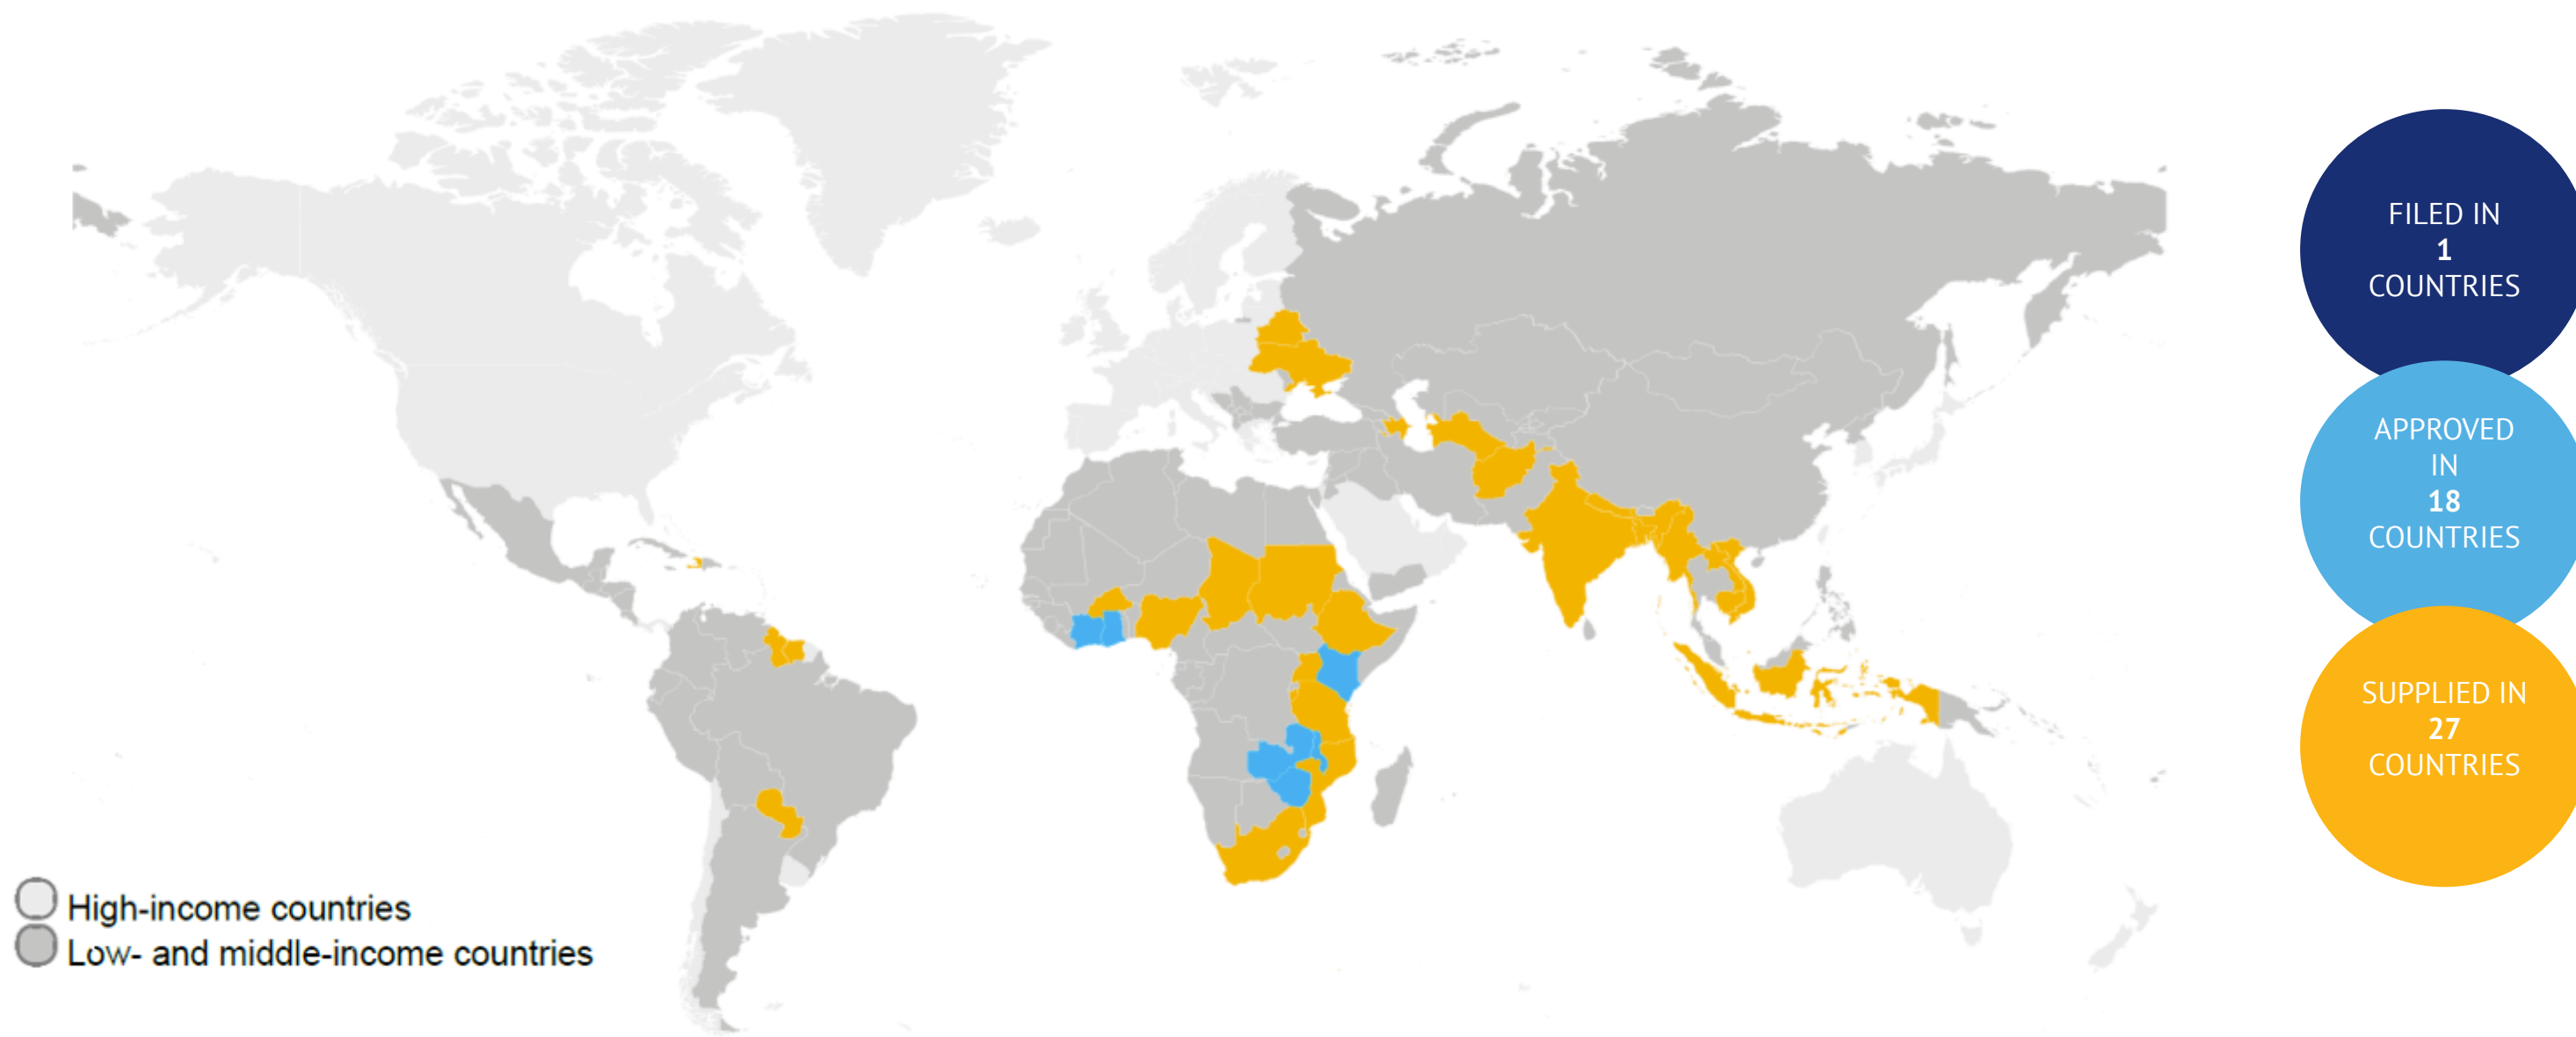 FILED IN
1
COUNTRIES
APPROVED
IN
18
COUNTRIES
SUPPLIED IN
27
COUNTRIES
High-income countries
Low- and middle-income countries